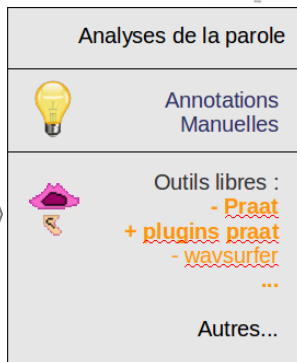 Analyses de la parole
Annotations
Manuelles
Outils libres :
- Praat
+ plugins praat
- wavsurfer
...
Autres...